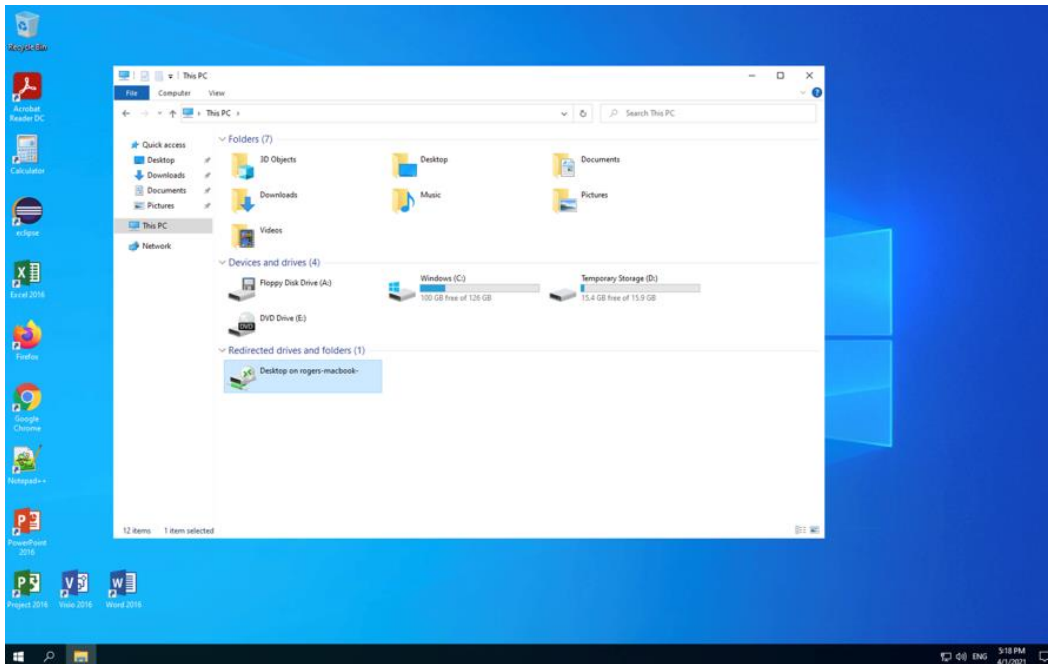 Recycle Bin
Acrobat
Reader DC
Calculator
eclipse
Excel 2016
Firefox
Google
Chrome
Notepad++
PowerPoint
2016
Project 2016
Visio 2016
Word 2016
This PC
File
Computer
View
This PC
Search This PC
Quick access
Desktop
Downloads
Documents
Pictures
This PC
Network
Folders (7)
3D Objects
Desktop
Documents
Downloads
Music
Pictures
Videos
Devices and drives (4)
Floppy Disk Drive (A:)
Windows (C:)
100 GB free of 126 GB
Temporary Storage (D:)
15.4 GB free of 15.9 GB
DVD Drive (E:)
DVD
Redirected drives and folders (1)
Desktop on rogers-macbook-
12 items 1 item selected
ENG
5:18 PM
4/1/2021